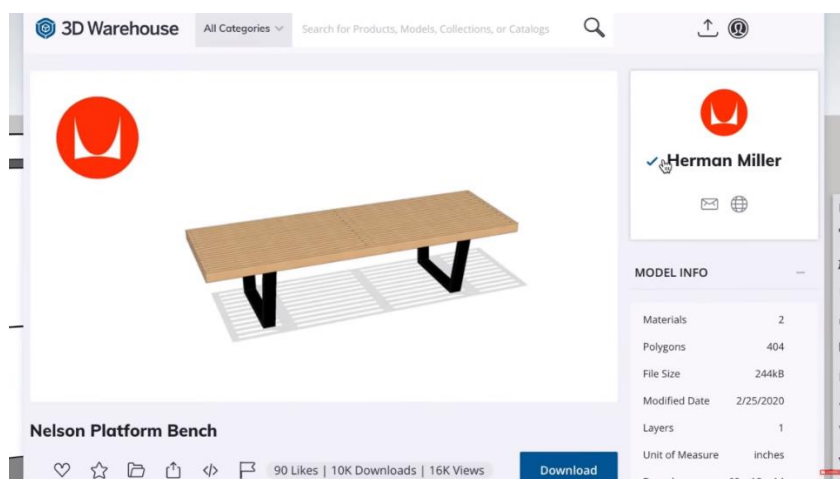 3D Warehouse
All Categories
Search for Products, Models, Collections, or Catalogs
Herman Miller
MODEL INFO
Materials 2
Polygons 404
File Size 244kB
Modified Date 2/25/2020
Layers 1
Unit of Measure inches
Nelson Platform Bench
90 Likes | 10K Downloads | 16K Views
Download